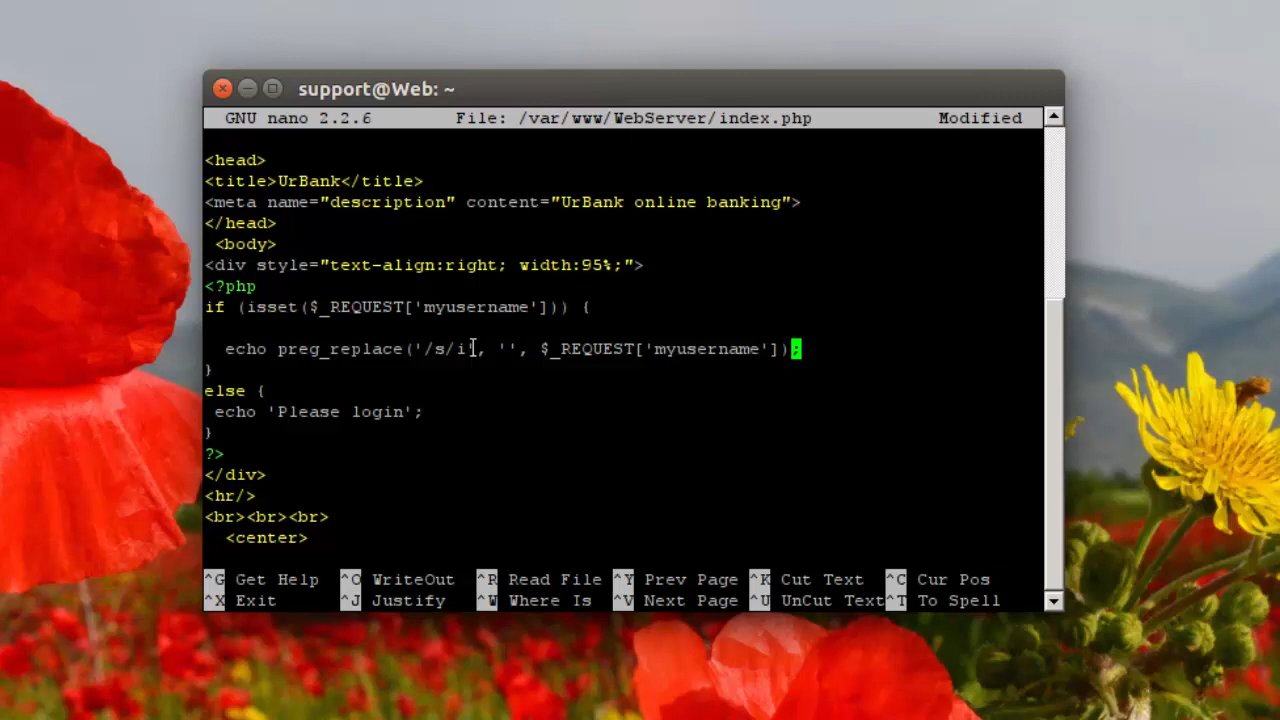 support@Web: ~
GNU nano 2.2.6 File: /var/www/WebServer/index.php Modified
<head>
<title>UrBank</title>
<meta name="description" content="UrBank online banking">
</head>
<body>
<div style="text-align:right; width:95%;">
<?php
if (isset($_REQUEST['myusername'])) {
echo preg_replace('/s/i', '', $_REQUEST['myusername']);
}
else {
echo 'Please login';
}
?>
</div>
<hr/>
<br><br><br>
<center>
^G Get Help ^O WriteOut ^R Read File ^Y Prev Page ^K Cut Text ^C Cur Pos
^X Exit ^J Justify ^W Where Is ^V Next Page ^U UnCut Text ^T To Spell